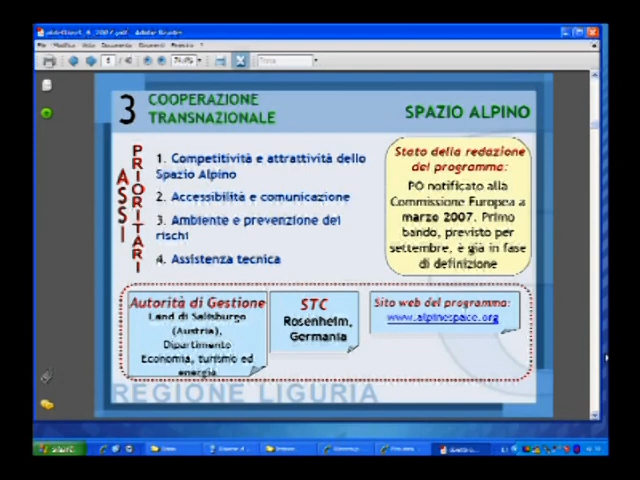 Adobe Reader
3
COOPERAZIONE
TRANSNAZIONALE
SPAZIO ALPINO
ASSI
PRIORITARI
1. Competitività e attrattività dello
Spazio Alpino
2. Accessibilità e comunicazione
3. Ambiente e prevenzione dei
rischi
4. Assistenza tecnica
Stato della redazione
del programma:
PO notificato alla
Commissione Europea a
marzo 2007. Primo
bando, previsto per
settembre, è già in fase
di definizione
Autorità di Gestione
Land di Salisburgo
(Austria),
Dipartimento
Economia, turismo ed
energia
STC
Rosenheim,
Germania
Sito web del programma:
www.alpinespace.org
REGIONE LIGURIA
start